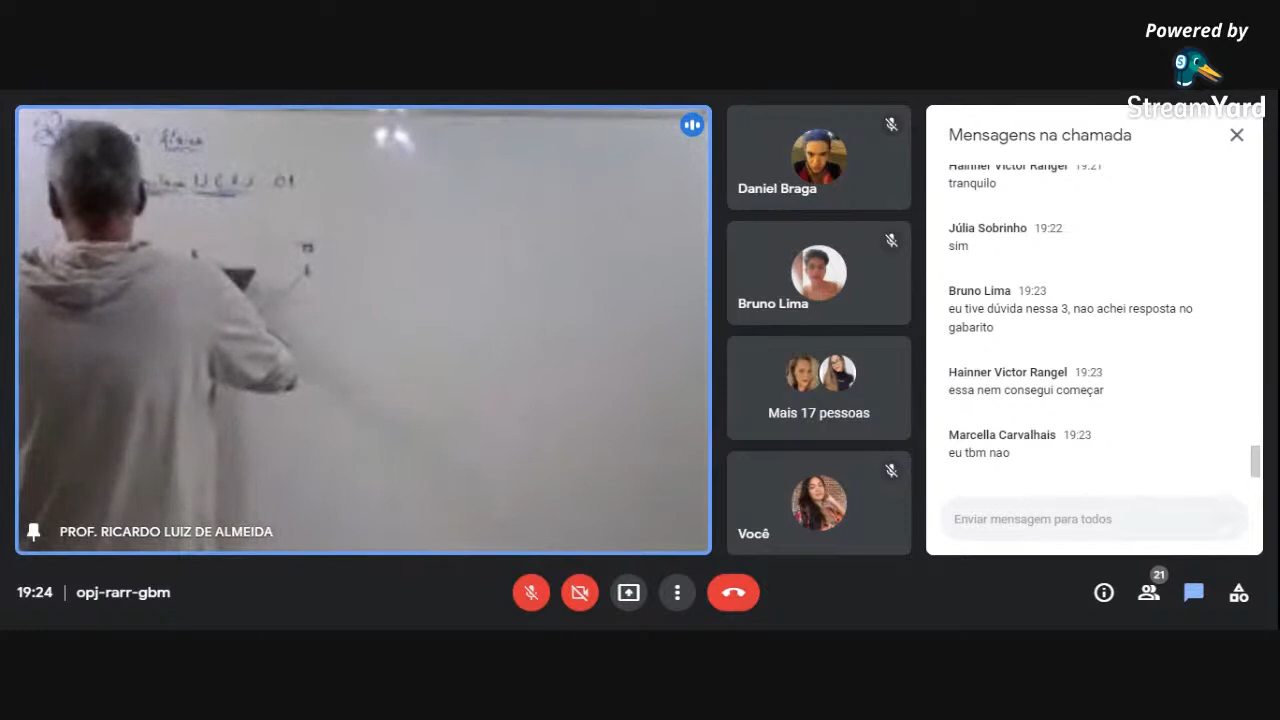 Powered by
StreamYard
Física
01
PROF. RICARDO LUIZ DE ALMEIDA
Daniel Braga
Bruno Lima
Mais 17 pessoas
Você
Mensagens na chamada
Hainner Victor Rangel 19:21
tranquilo
Júlia Sobrinho 19:22
sim
Bruno Lima 19:23
eu tive dúvida nessa 3, nao achei resposta no
gabarito
Hainner Victor Rangel 19:23
essa nem consegui começar
Marcella Carvalhais 19:23
eu tbm nao
Enviar mensagem para todos
19:24 | opj-rarr-gbm
21